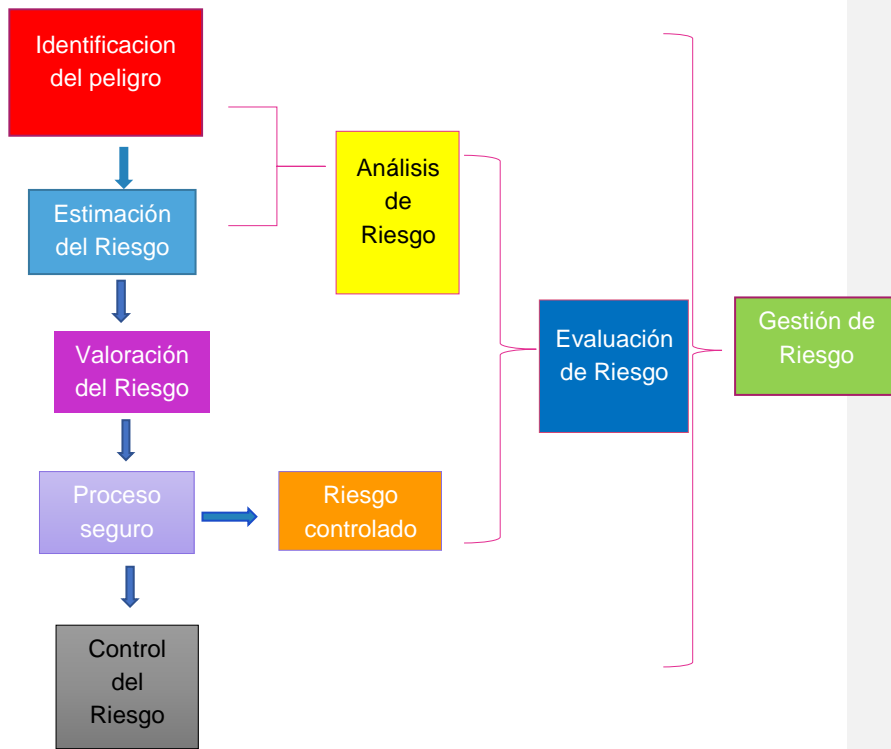 Identificacion
del peligro
Estimación
del Riesgo
Valoración
del Riesgo
Proceso
seguro
Control
del
Riesgo
Riesgo
controlado
Análisis
de
Riesgo
Evaluación
de Riesgo
Gestión de
Riesgo